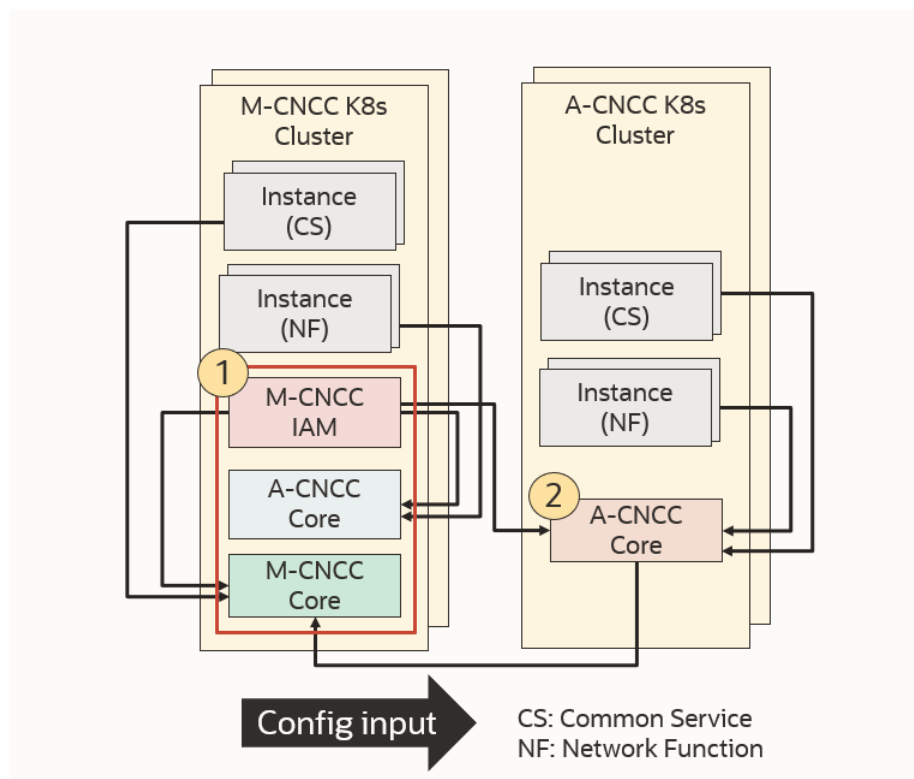 M-CNCC K8s
Cluster
Instance
(CS)
Instance
(NF)
1
M-CNCC
IAM
A-CNCC
Core
M-CNCC
Core
A-CNCC K8s
Cluster
Instance
(CS)
Instance
(NF)
2
A-CNCC
Core
Config input
CS: Common Service
NF: Network Function